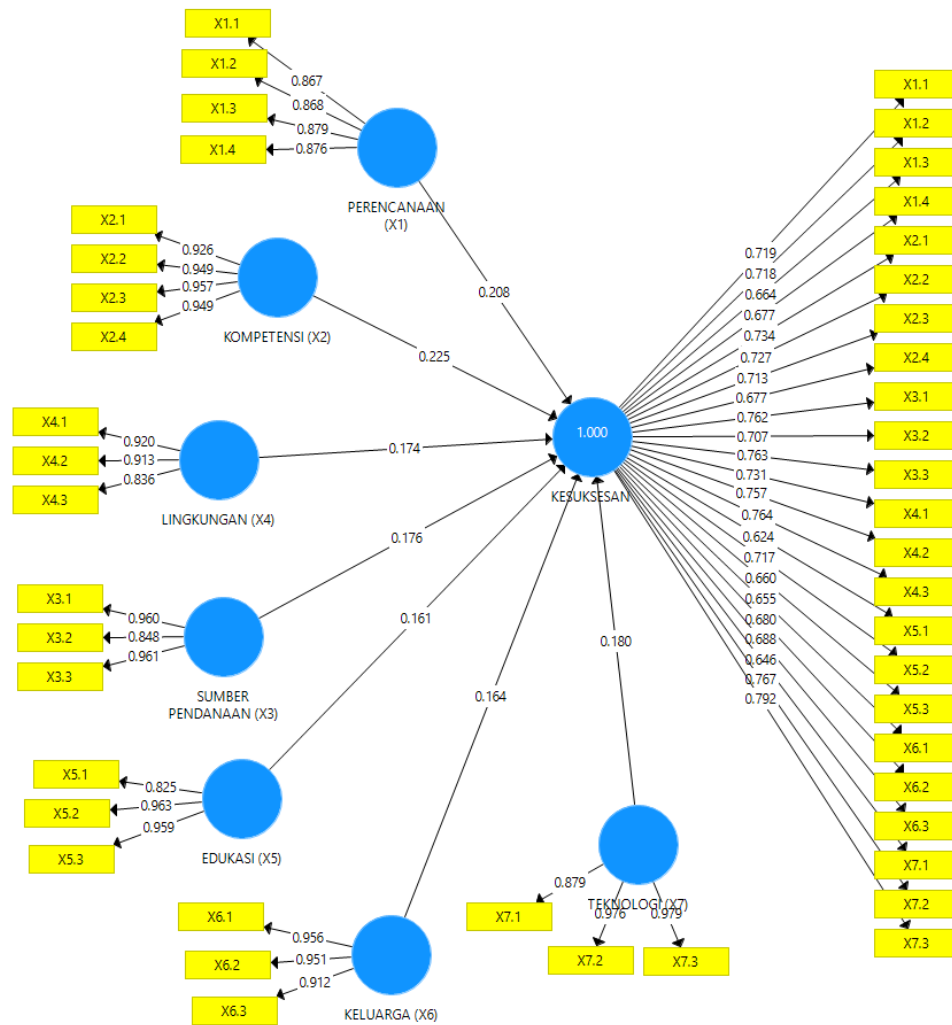 X1.1
X1.2
X1.3
X1.4
0.867
0.868
0.879
0.876
PERENCANAAN
(X1)
0.208
X2.1
X2.2
X2.3
X2.4
0.926
0.949
0.957
0.949
KOMPETENSI (X2)
0.225
X4.1
X4.2
X4.3
0.920
0.913
0.836
LINGKUNGAN (X4)
0.174
X3.1
X3.2
X3.3
0.960
0.848
0.961
SUMBER
PENDANAAN (X3)
0.176
X5.1
X5.2
X5.3
0.825
0.963
0.959
EDUKASI (X5)
0.161
X6.1
X6.2
X6.3
0.956
0.951
0.912
KELUARGA (X6)
0.164
X7.1
X7.2
X7.3
0.879
0.976
0.979
TEKNOLOGI (X7)
0.180
1.000
KESUKSESAN
0.719
0.718
0.664
0.677
0.734
0.727
0.713
0.677
0.762
0.707
0.763
0.731
0.757
0.764
0.624
0.717
0.660
0.655
0.680
0.688
0.646
0.767
0.792
X1.1
X1.2
X1.3
X1.4
X2.1
X2.2
X2.3
X2.4
X3.1
X3.2
X3.3
X4.1
X4.2
X4.3
X5.1
X5.2
X5.3
X6.1
X6.2
X6.3
X7.1
X7.2
X7.3